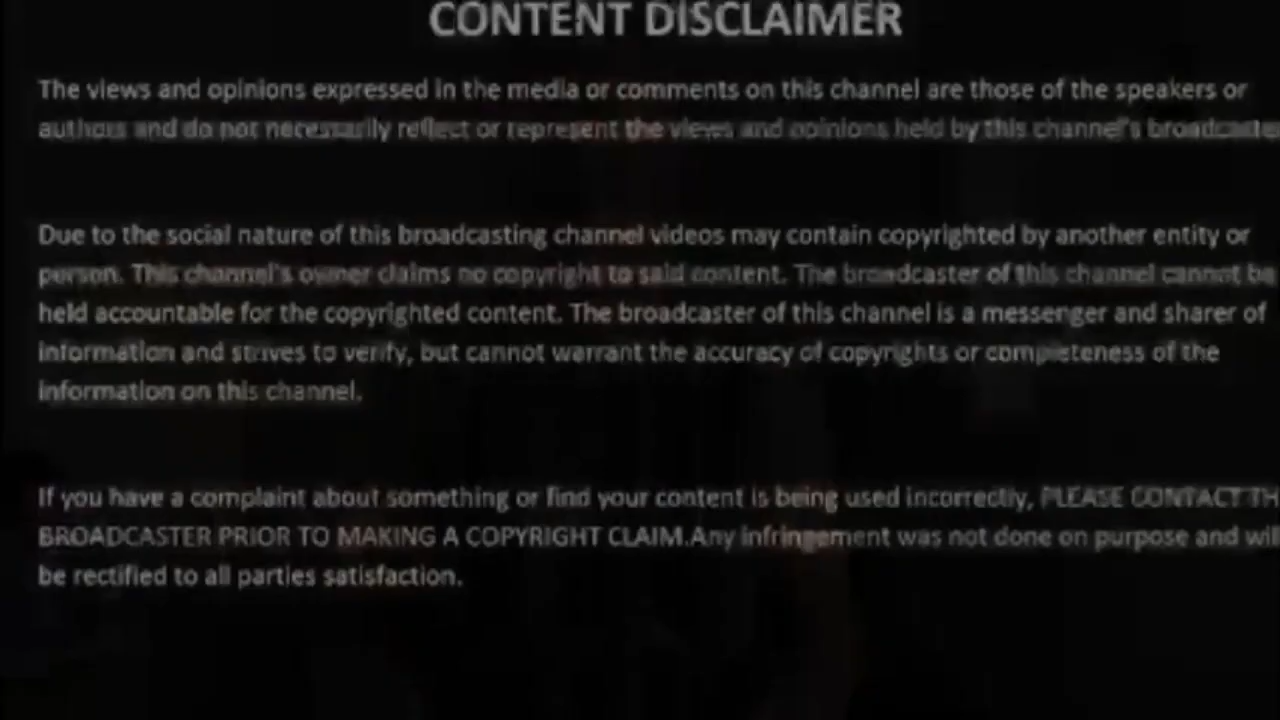 CONTENT DISCLAIMER
The views and opinions expressed in the media or comments on this channel are those of the speakers or
authors and do not necessarily reflect or represent the views and opinions held by this channel's
Due to the social nature of this broadcasting channel videos may contain copyrighted by another entity or
person. This channel's owner claims no copyright to said content. The broadcaster of this channel cannot be
held accountable for the copyrighted content. The broadcaster of this channel is a messenger and sharer of
information and strives to verify, but cannot warrant the accuracy of copyrights or completeness of the
information on this channel.
If you have a complaint about something or find your content is being used incorrectly, PLEASE CONTACT
BROADCASTER PRIOR TO MAKING A COPYRIGHT CLAIM.Any infringement was not done on purpose and will
be rectified to all parties satisfaction.